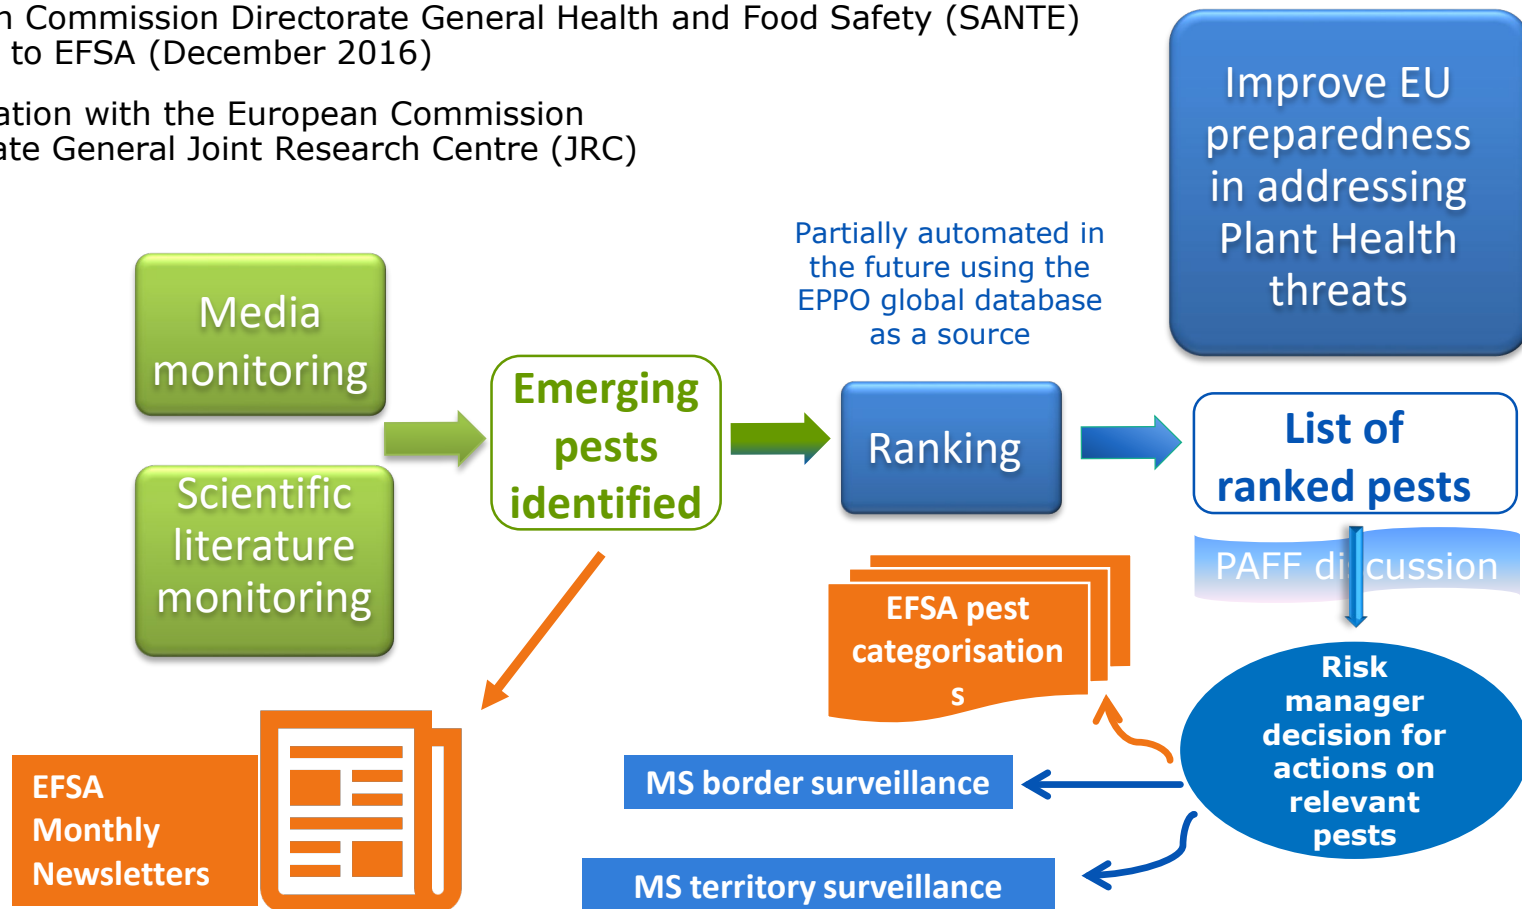 n Commission Directorate General Health and Food Safety (SANTE)
to EFSA (December 2016)
ation with the European Commission
ate General Joint Research Centre (JRC)
Improve EU
preparedness
in addressing
Plant Health
threats
Partially automated in
the future using the
EPPO global database
as a source
Media
monitoring
Scientific
literature
monitoring
Emerging
pests
identified
Ranking
List of
ranked pests
PAFF discussion
EFSA pest
categorisation
s
Risk
manager
decision for
actions on
relevant
pests
MS border surveillance
MS territory surveillance
EFSA
Monthly
Newsletters